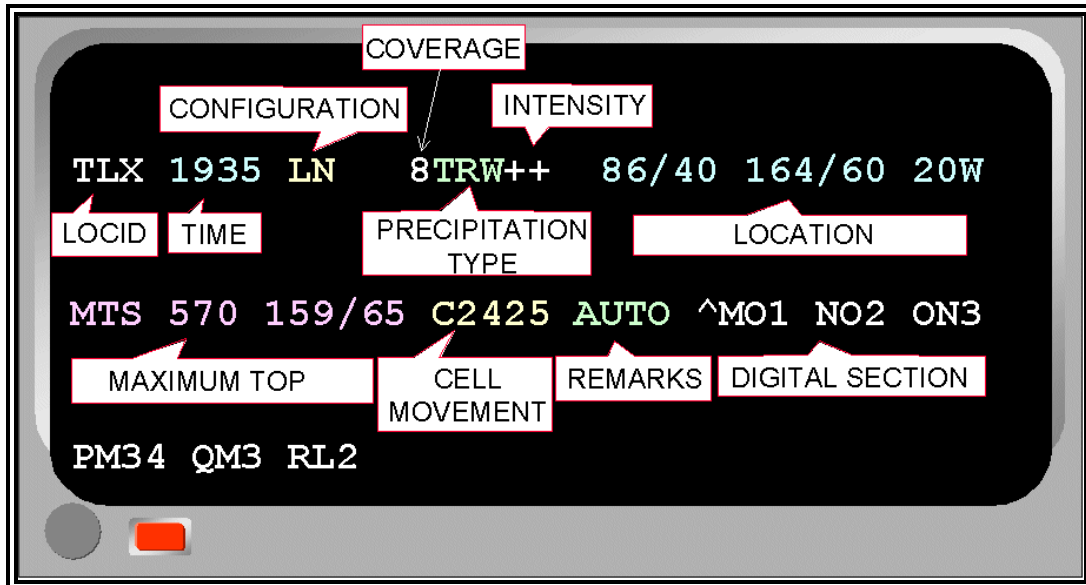 COVERAGE
CONFIGURATION INTENSITY
TLX 1935 LN 8TRW++ 86/40 164/60 20W
LOCID TIME PRECIPITATION LOCATION
TYPE
MTS 570 159/65 C2425 AUTO ^MO1 NO2 ON3
MAXIMUM TOP CELL REMARKS DIGITAL SECTION
MOVEMENT
PM34 QM3 RL2